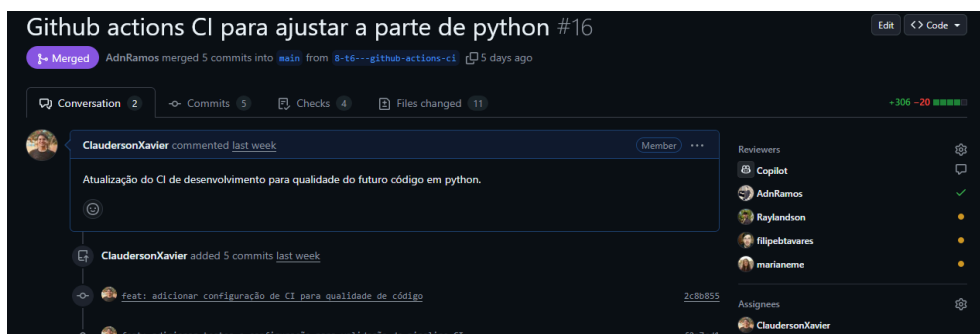 Github actions CI para ajustar a parte de python #16
Edit
<> Code
Merged
AdnRamos merged 5 commits into main from 8-t6---github-actions-ci 5 days ago
Conversation 2
Commits 5
Checks 4
Files changed 11
+306 −20
ClaudersonXavier commented last week
Member
Atualização do CI de desenvolvimento para qualidade do futuro código em python.
ClaudersonXavier added 5 commits last week
feat: adicionar configuração de CI para qualidade de código
2c8b855
Reviewers
Copilot
AdnRamos
Raylandson
filipebtavares
marianeme
Assignees
ClaudersonXavier